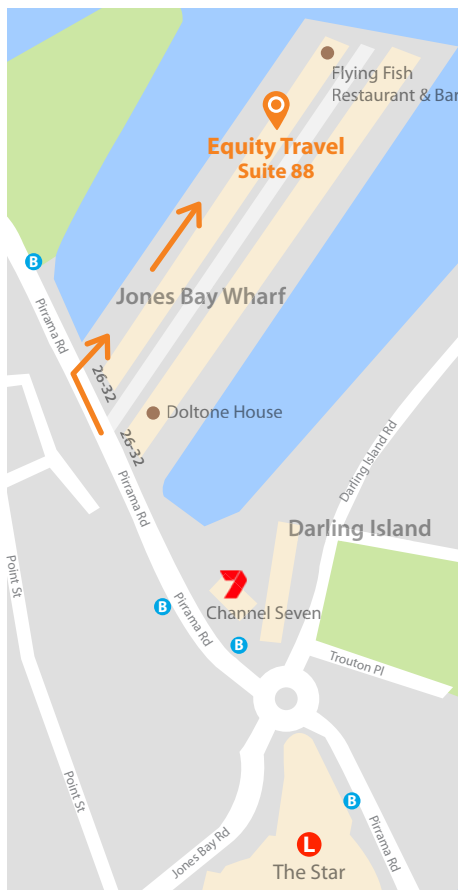 Flying Fish
Restaurant & Bar
Equity Travel
Suite 88
B
Jones Bay Wharf
Pirrama Rd
26-32
Doltone House
26-32
Darling Island Rd
Pirrama Rd
Darling Island
Point St
7
Channel Seven
B
Pirrama Rd
B
Trouton Pl
Point St
B
Pirrama Rd
Jones Bay Rd
L
The Star